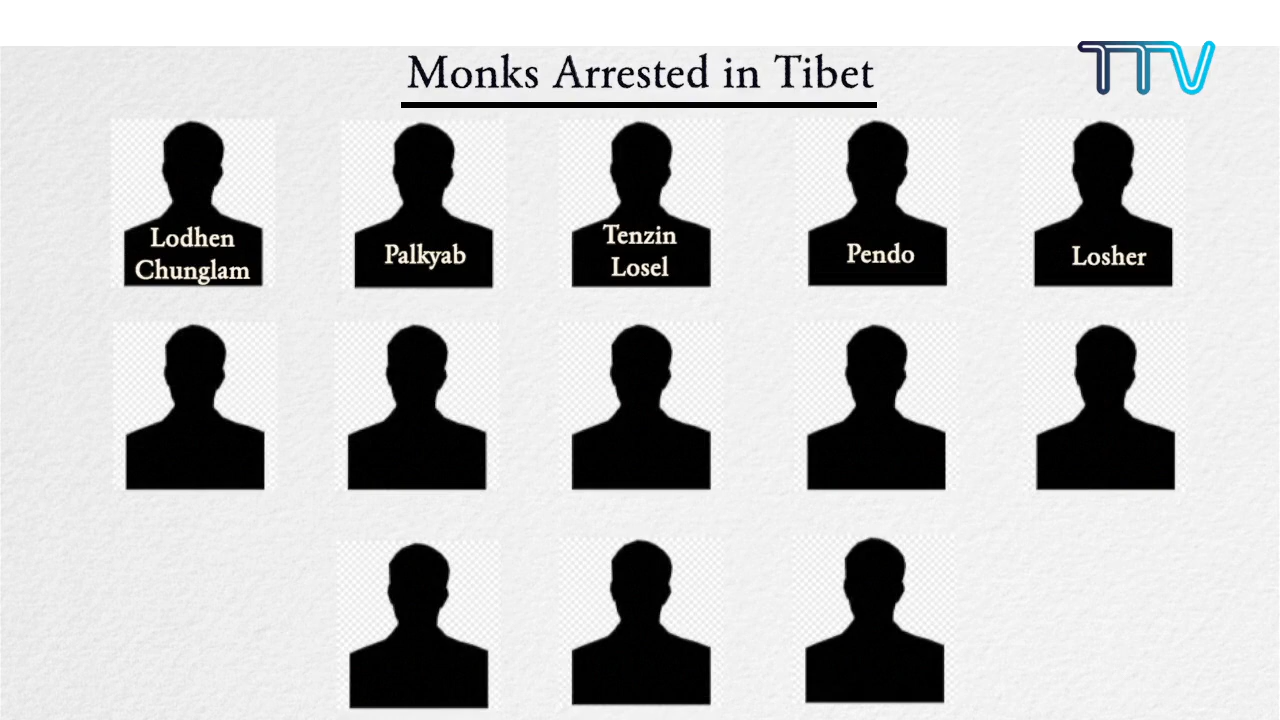 Monks Arrested in Tibet
TTV
Lodhen
Chunglam
Palkyab
Tenzin
Losel
Pendo
Losher